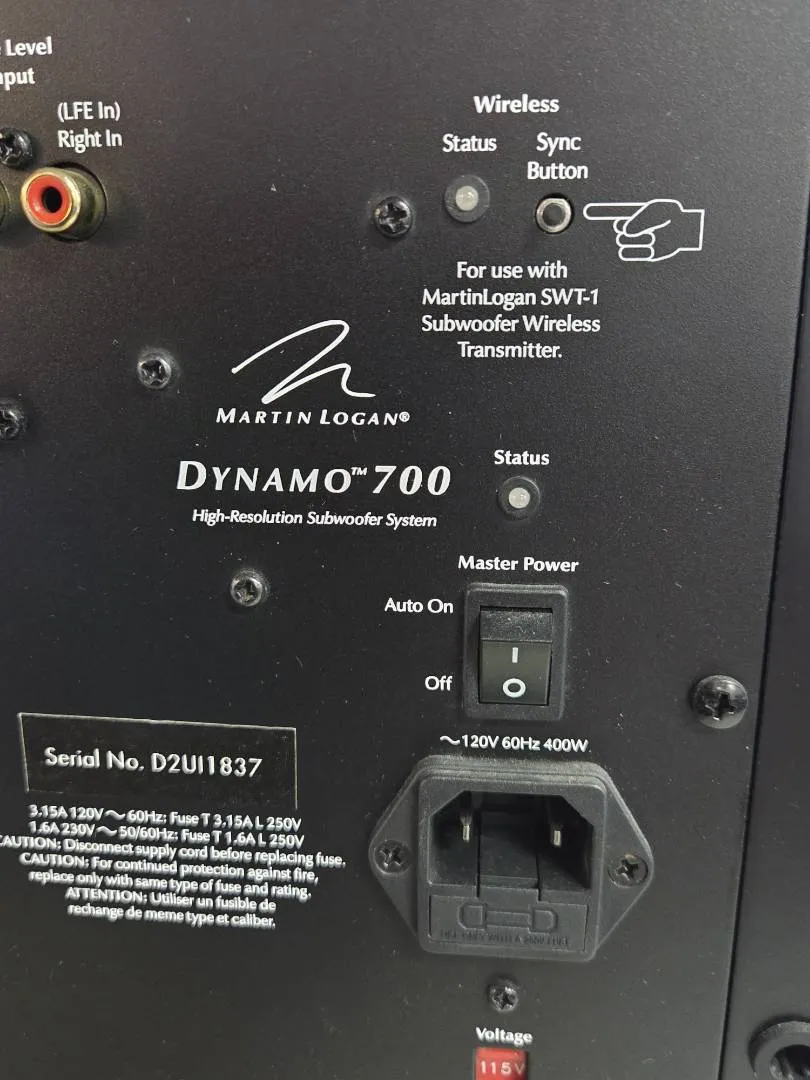 Level
(LFE In)
Right In
Wireless
Status
Sync
Button
For use with
MartinLogan SWT-1
Subwoofer Wireless
Transmitter.
MARTIN LOGAN®
DYNAMO™ 700
High-Resolution Subwoofer System
Status
Master Power
Auto On
I
Off
O
~120V 60Hz 400W
Serial No. D2UI1837
3.15A 120V ~ 60Hz: Fuse T 3.15A L 250V
1.6A 230V ~ 50/60Hz: Fuse T 1.6A L 250V
CAUTION: Disconnect supply cord before replacing fuse.
CAUTION: For continued protection against fire,
replace only with same type of fuse and rating.
ATTENTION: Utiliser un fusible de
rechange de meme type et caliber.
Voltage
115V